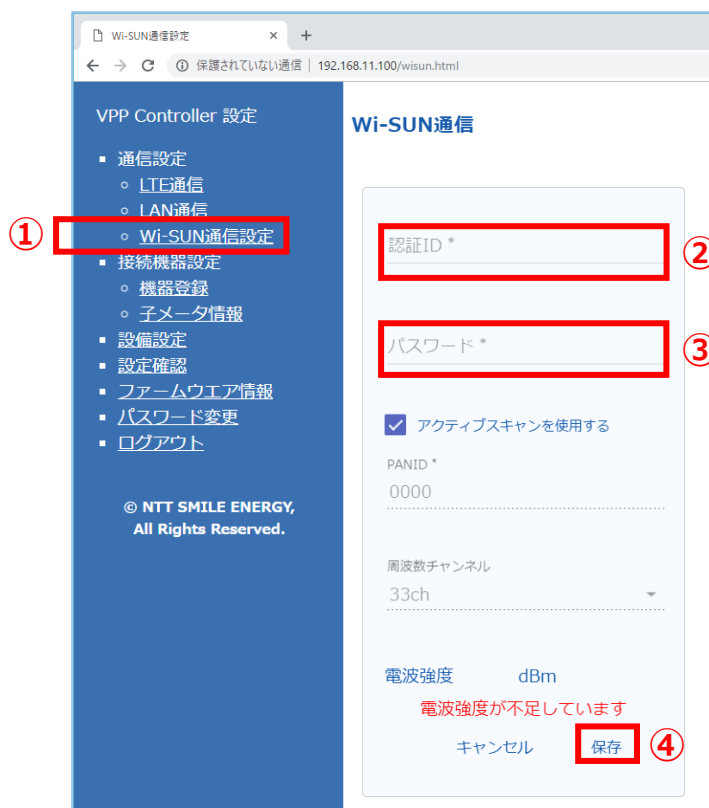 Wi-SUN通信設定 × +
← → C ⓘ 保護されていない通信 | 192.168.11.100/wisun.html
VPP Controller 設定
▪ 通信設定
◦ LTE通信
◦ LAN通信
① ◦ Wi-SUN通信設定
▪ 接続機器設定
◦ 機器登録
◦ 子メータ情報
▪ 設備設定
▪ 設定確認
▪ ファームウエア情報
▪ パスワード変更
▪ ログアウト
© NTT SMILE ENERGY,
All Rights Reserved.
Wi-SUN通信
認証ID * ②
パスワード * ③
アクティブスキャンを使用する
PANID *
0000
周波数チャンネル
33ch
電波強度 dBm
電波強度が不足しています
キャンセル 保存 ④